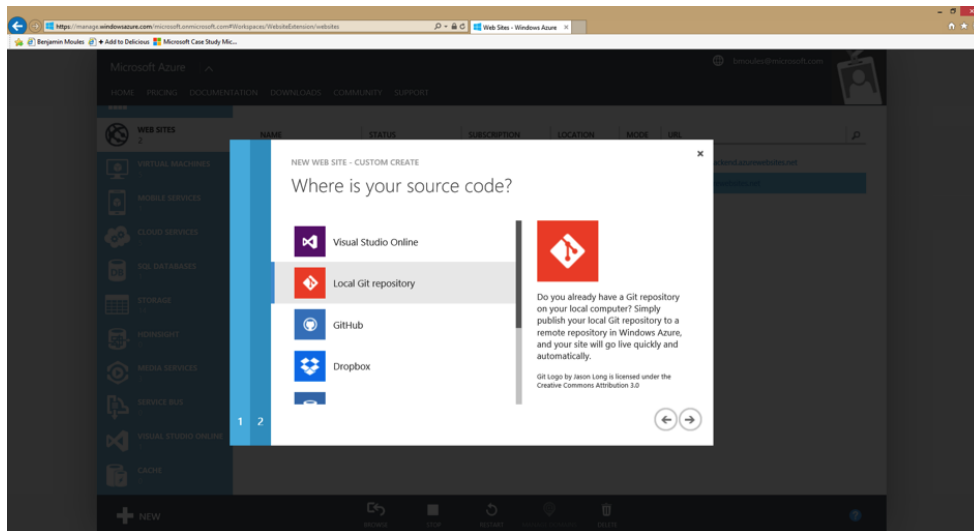 https://manage.windowsazure.com/microsoft.onmicrosoft.com#Workspaces/WebsiteExtension/websites
Web Sites - Windows Azure
Benjamin Moules
Add to Delicious
Microsoft Case Study Mic...
Microsoft Azure
bmoules@microsoft.com
HOME PRICING DOCUMENTATION DOWNLOADS COMMUNITY SUPPORT
WEB SITES
2
NAME STATUS SUBSCRIPTION LOCATION MODE URL
VIRTUAL MACHINES
MOBILE SERVICES
CLOUD SERVICES
SQL DATABASES
STORAGE
HDINSIGHT
MEDIA SERVICES
SERVICE BUS
VISUAL STUDIO ONLINE
CACHE
NEW WEB SITE - CUSTOM CREATE
Where is your source code?
Visual Studio Online
Local Git repository
GitHub
Dropbox
Do you already have a Git repository
on your local computer? Simply
publish your local Git repository to a
remote repository in Windows Azure,
and your site will go live quickly and
automatically.
Git Logo by Jason Long is licensed under the
Creative Commons Attribution 3.0
1 2
NEW
BROWSE STOP RESTART DELETE